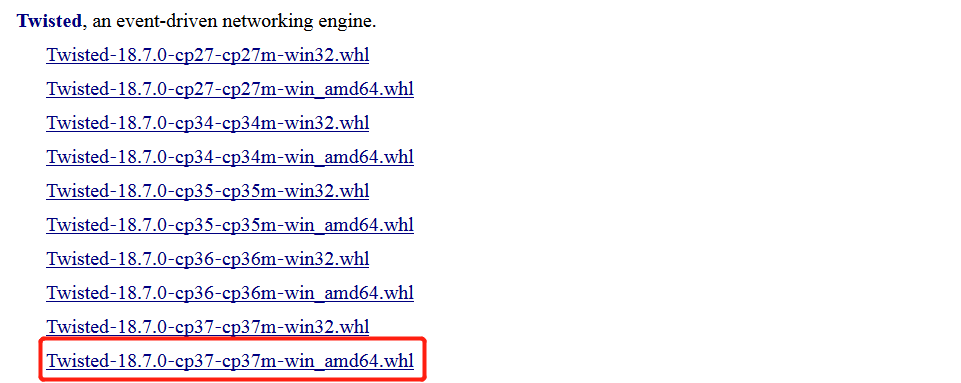 Twisted, an event-driven networking engine.
Twisted-18.7.0-cp27-cp27m-win32.whl
Twisted-18.7.0-cp27-cp27m-win_amd64.whl
Twisted-18.7.0-cp34-cp34m-win32.whl
Twisted-18.7.0-cp34-cp34m-win_amd64.whl
Twisted-18.7.0-cp35-cp35m-win32.whl
Twisted-18.7.0-cp35-cp35m-win_amd64.whl
Twisted-18.7.0-cp36-cp36m-win32.whl
Twisted-18.7.0-cp36-cp36m-win_amd64.whl
Twisted-18.7.0-cp37-cp37m-win32.whl
Twisted-18.7.0-cp37-cp37m-win_amd64.whl